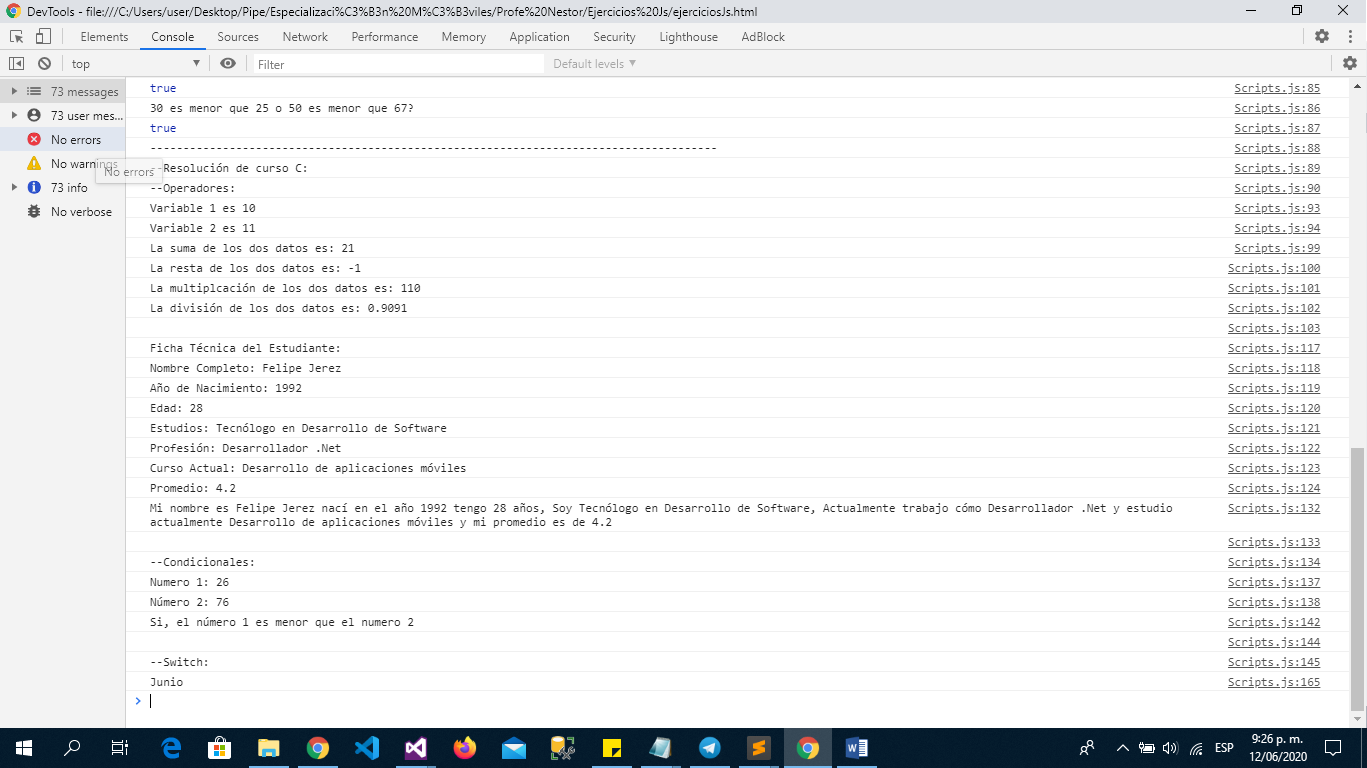 DevTools - file:///C:/Users/user/Desktop/Pipe/Especializaci%C3%B3n%20M%C3%B3viles/Profe%20Nestor/Ejercicios%20Js/ejerciciosJs.html
Elements Console Sources Network Performance Memory Application Security Lighthouse AdBlock
top Filter Default levels
73 messages
73 user mes...
No errors
No warnings
No errors
73 info
No verbose
true Scripts.js:85
30 es menor que 25 o 50 es menor que 67? Scripts.js:86
true Scripts.js:87
-------------------------------------------------------------------------------------- Scripts.js:88
--Resolución de curso C: Scripts.js:89
--Operadores: Scripts.js:90
Variable 1 es 10 Scripts.js:93
Variable 2 es 11 Scripts.js:94
La suma de los dos datos es: 21 Scripts.js:99
La resta de los dos datos es: -1 Scripts.js:100
La multiplcación de los dos datos es: 110 Scripts.js:101
La división de los dos datos es: 0.9091 Scripts.js:102
Scripts.js:103
Ficha Técnica del Estudiante: Scripts.js:117
Nombre Completo: Felipe Jerez Scripts.js:118
Año de Nacimiento: 1992 Scripts.js:119
Edad: 28 Scripts.js:120
Estudios: Tecnólogo en Desarrollo de Software Scripts.js:121
Profesión: Desarrollador .Net Scripts.js:122
Curso Actual: Desarrollo de aplicaciones móviles Scripts.js:123
Promedio: 4.2 Scripts.js:124
Mi nombre es Felipe Jerez nací en el año 1992 tengo 28 años, Soy Tecnólogo en Desarrollo de Software, Actualmente trabajo cómo Desarrollador .Net y estudio Scripts.js:132
actualmente Desarrollo de aplicaciones móviles y mi promedio es de 4.2
Scripts.js:133
--Condicionales: Scripts.js:134
Numero 1: 26 Scripts.js:137
Número 2: 76 Scripts.js:138
Si, el número 1 es menor que el numero 2 Scripts.js:142
Scripts.js:144
--Switch: Scripts.js:145
Junio Scripts.js:165
ESP
9:26 p. m.
12/06/2020